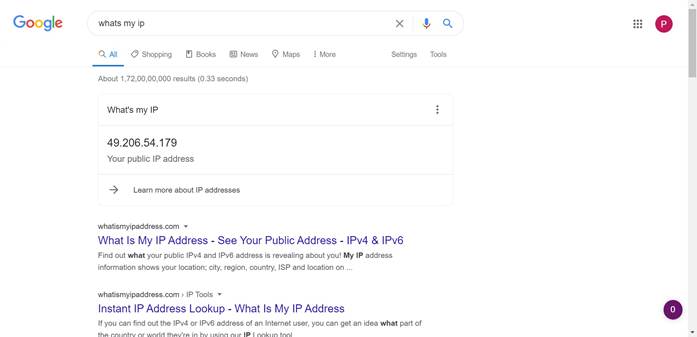 Google
whats my ip
P
All Shopping Books News Maps More Settings Tools
About 1,72,00,00,000 results (0.33 seconds)
What's my IP
49.206.54.179
Your public IP address
Learn more about IP addresses
whatismyipaddress.com
What Is My IP Address - See Your Public Address - IPv4 & IPv6
Find out what your public IPv4 and IPv6 address is revealing about you! My IP address
information shows your location; city, region, country, ISP and location on ...
whatismyipaddress.com › IP Tools
Instant IP Address Lookup - What Is My IP Address
If you can find out the IPv4 or IPv6 address of an Internet user, you can get an idea what part of
the country or world they're in by using our IP Lookup tool
0